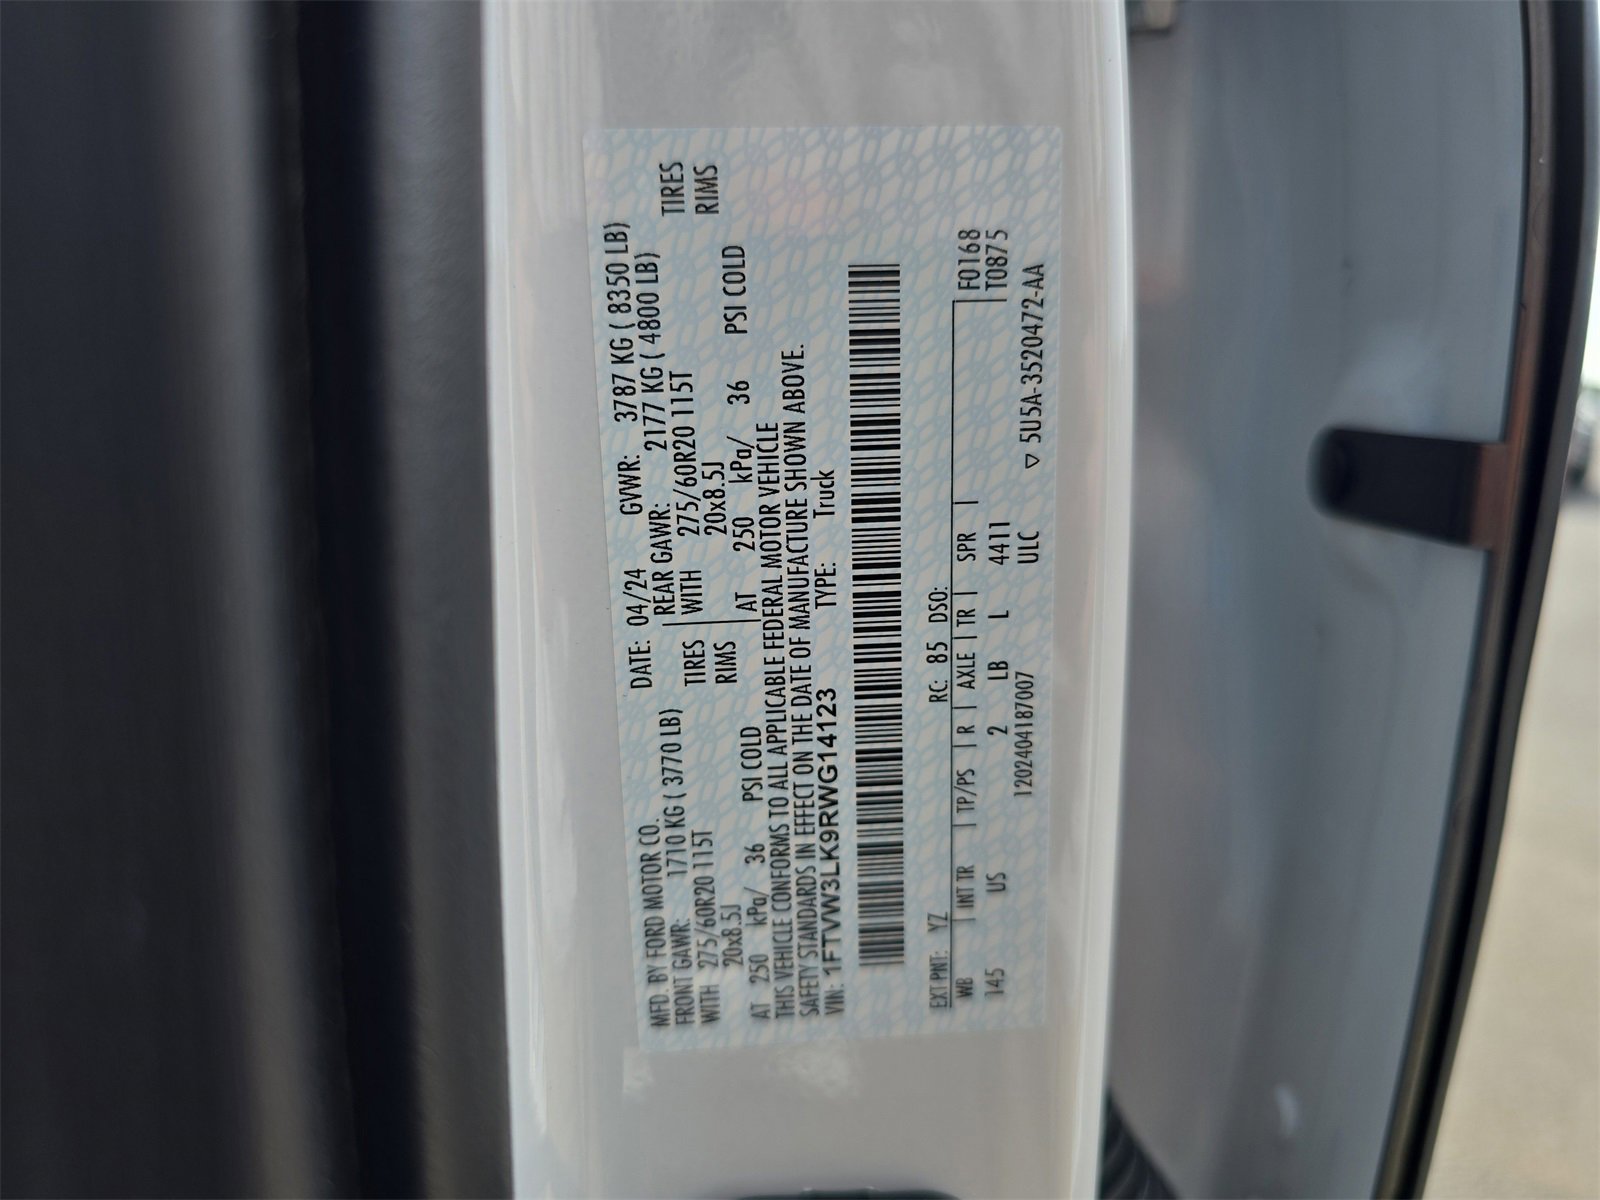 MFD. BY FORD MOTOR CO.
DATE: 04/24 GVWR: 3787 KG ( 8350 LB)
FRONT GAWR: 1710 KG ( 3770 LB) REAR GAWR: 2177 KG ( 4800 LB)
WITH 275/60R20 115T TIRES WITH 275/60R20 115T TIRES
20x8.5J RIMS 20x8.5J RIMS
AT 250 kPa/ 36 PSI COLD AT 250 kPa/ 36 PSI COLD
THIS VEHICLE CONFORMS TO ALL APPLICABLE FEDERAL MOTOR VEHICLE
SAFETY STANDARDS IN EFFECT ON THE DATE OF MANUFACTURE SHOWN ABOVE.
VIN: 1FTVW3LK9RWG14123 TYPE: Truck
EXT PNT: YZ RC: 85 DSO:
WB | INT TR | TP/PS | R | AXLE | TR | SPR | F0168
145 US 2 LB L 4411 T0875
12024041870​07 ULC ▽ 5U5A-3520472-AA